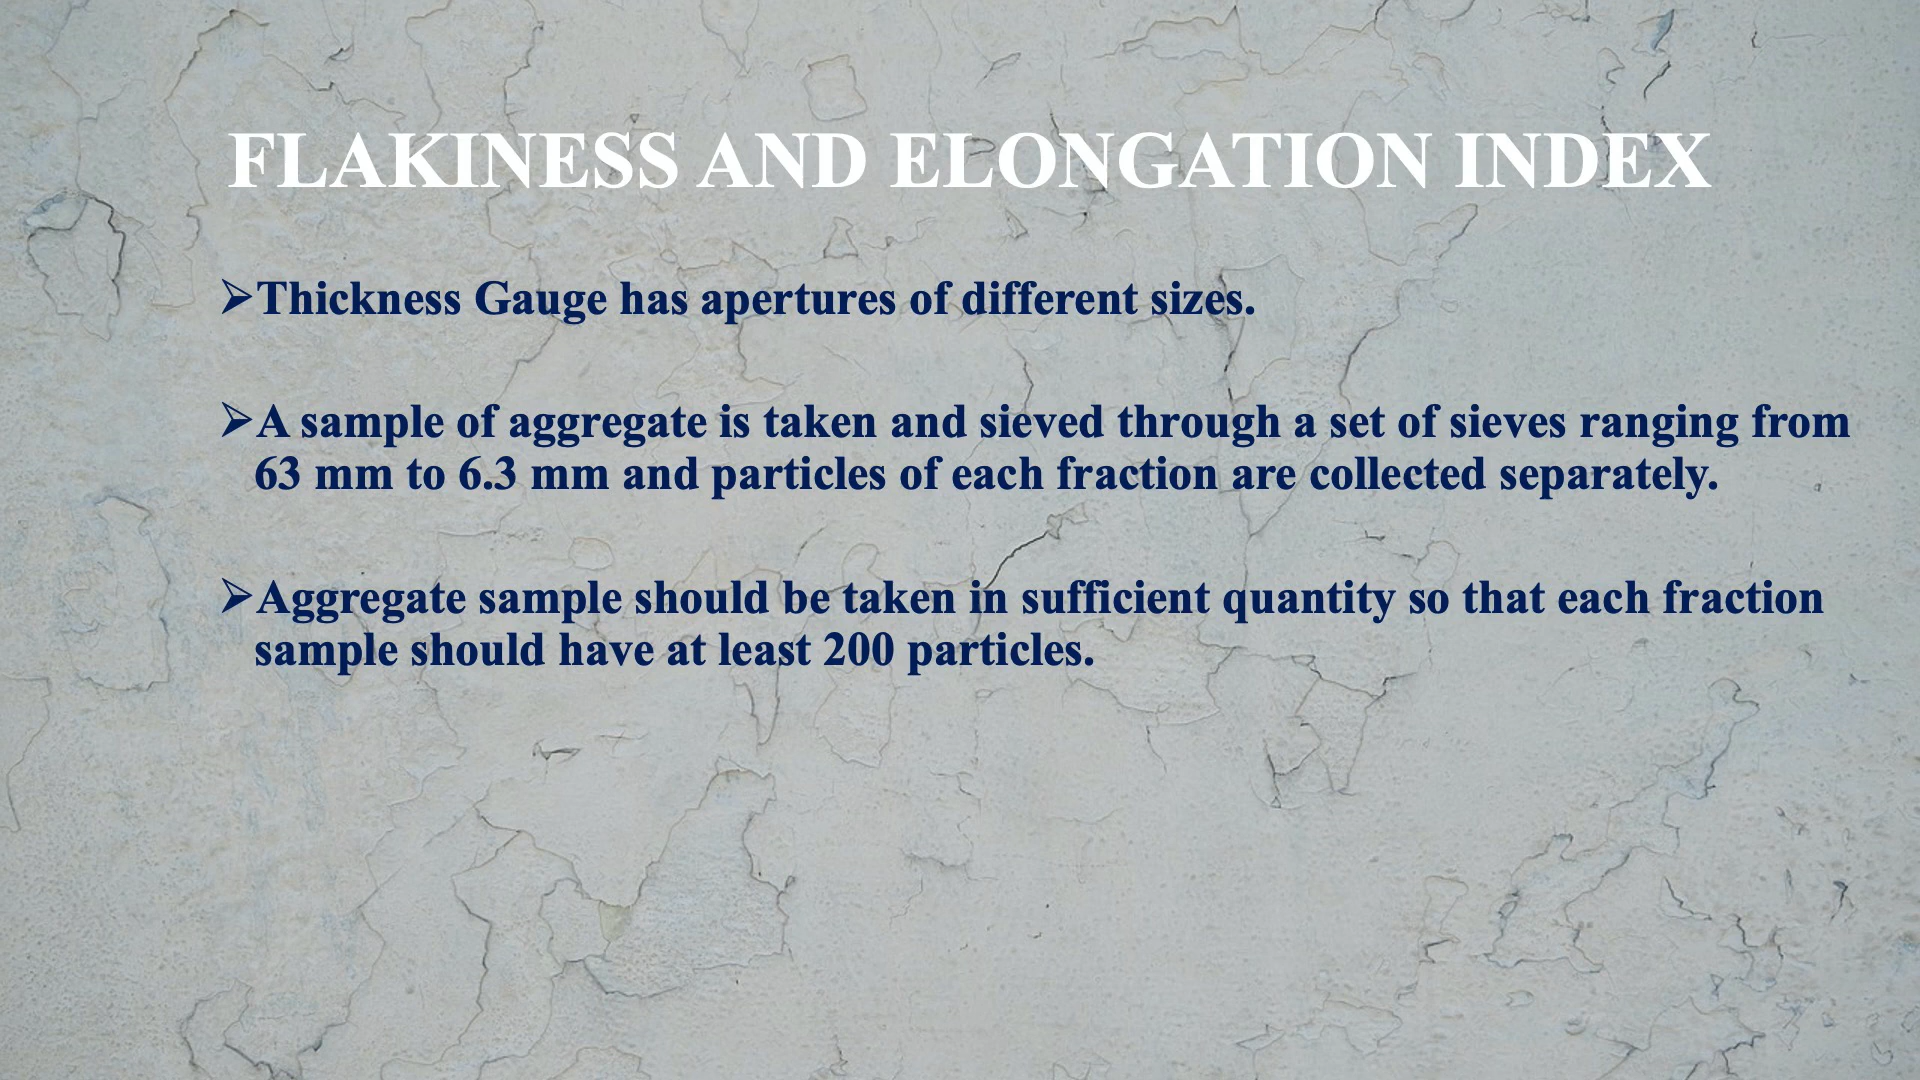 FLAKINESS AND ELONGATION INDEX
➢Thickness Gauge has apertures of different sizes.
➢A sample of aggregate is taken and sieved through a set of sieves ranging from
63 mm to 6.3 mm and particles of each fraction are collected separately.
➢Aggregate sample should be taken in sufficient quantity so that each fraction
sample should have at least 200 particles.